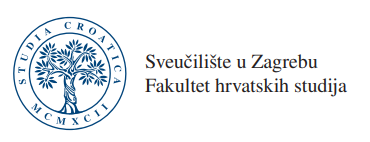 STUDIA CROATICA
MCMXCII
Sveučilište u Zagrebu
Fakultet hrvatskih studija